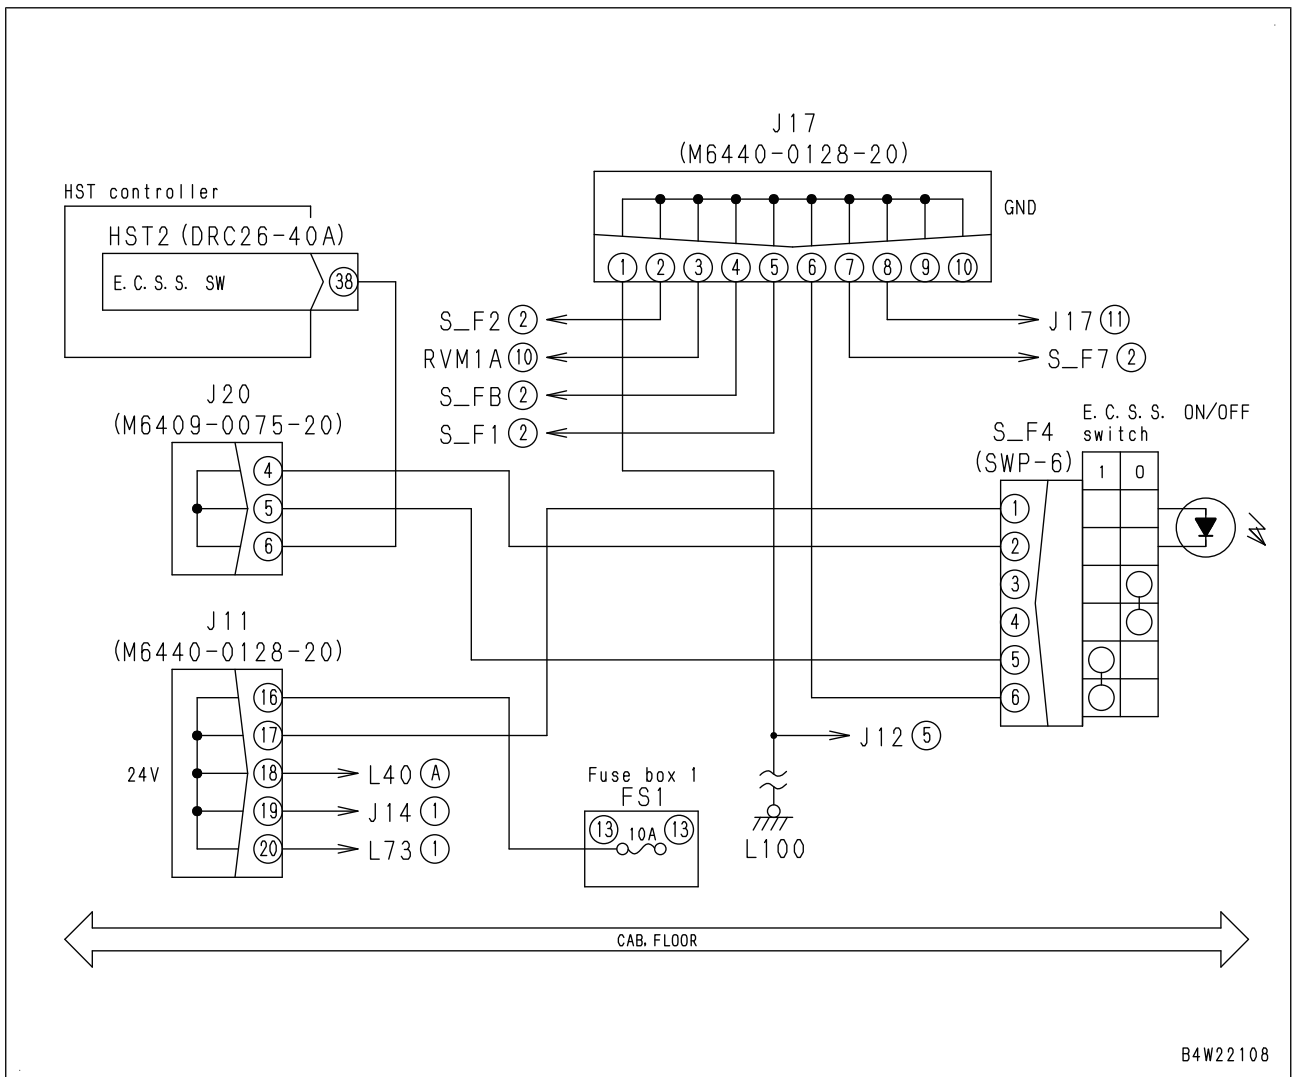 J17
(M6440-0128-20)
HST controller
GND
HST2 (DRC26-40A)
E.C.S.S. SW 38
1 2 3 4 5 6 7 8 9 10
S_F2 2
J17 11
RVM1A 10
S_F7 2
S_FB 2
S_F1 2
J20
(M6409-0075-20)
4
5
6
E.C.S.S. ON/OFF
switch
S_F4
(SWP-6)
1 0
1
2
3
4
5
6
J11
(M6440-0128-20)
16
17
24V
18 L40 A
19 J14 1
20 L73 1
J12 5
Fuse box 1
FS1
13 10A 13
L100
CAB. FLOOR
B4W22108